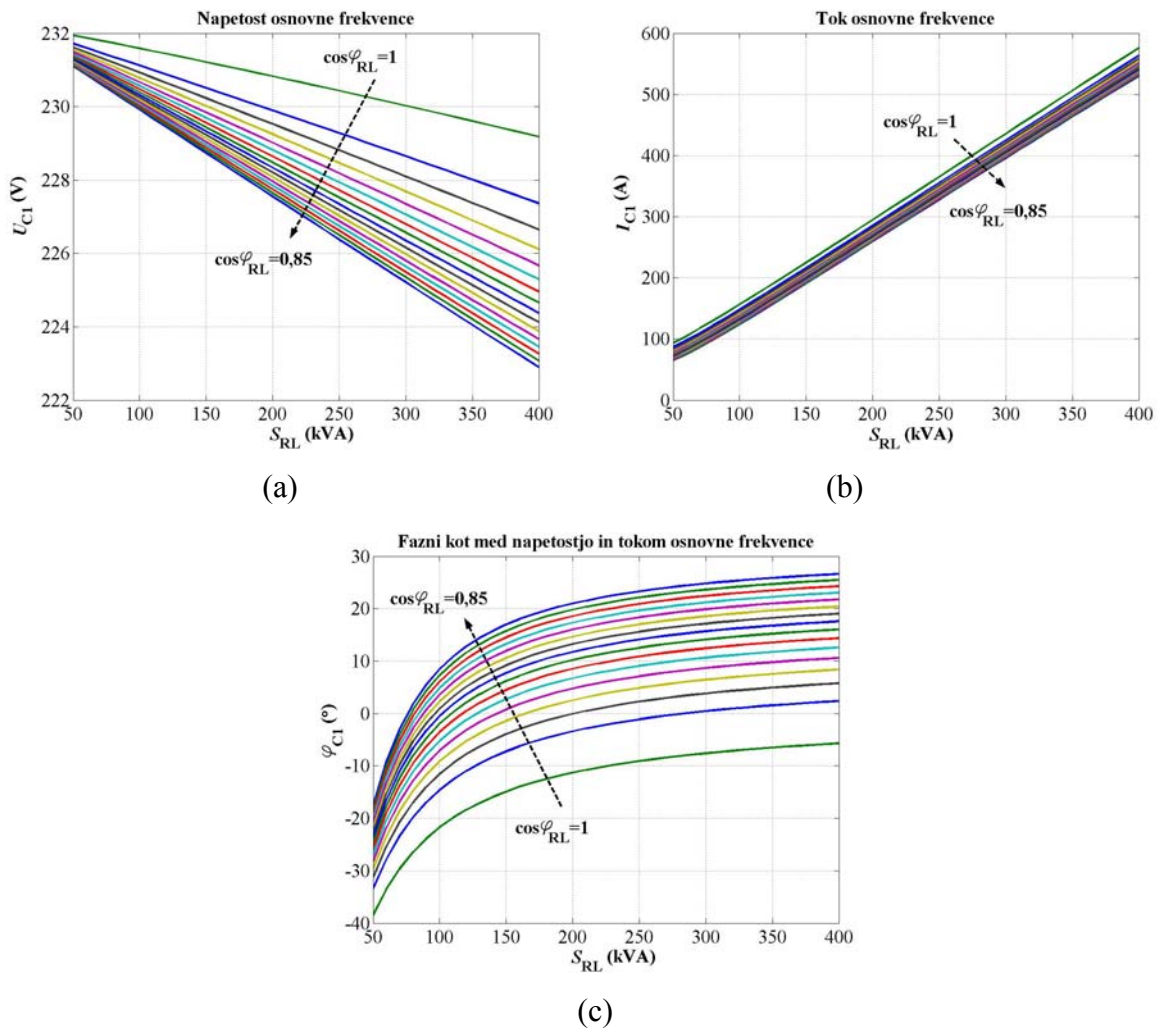 Napetost osnovne frekvence
232
230
228
226
224
222
U_C1 (V)
cosφ_RL=1
cosφ_RL=0,85
50 100 150 200 250 300 350 400
S_RL (kVA)
(a)
Tok osnovne frekvence
600
500
400
300
200
100
0
I_C1 (A)
cosφ_RL=1
cosφ_RL=0,85
50 100 150 200 250 300 350 400
S_RL (kVA)
(b)
Fazni kot med napetostjo in tokom osnovne frekvence
30
20
10
0
-10
-20
-30
-40
φ_C1 (°)
cosφ_RL=0,85
cosφ_RL=1
50 100 150 200 250 300 350 400
S_RL (kVA)
(c)